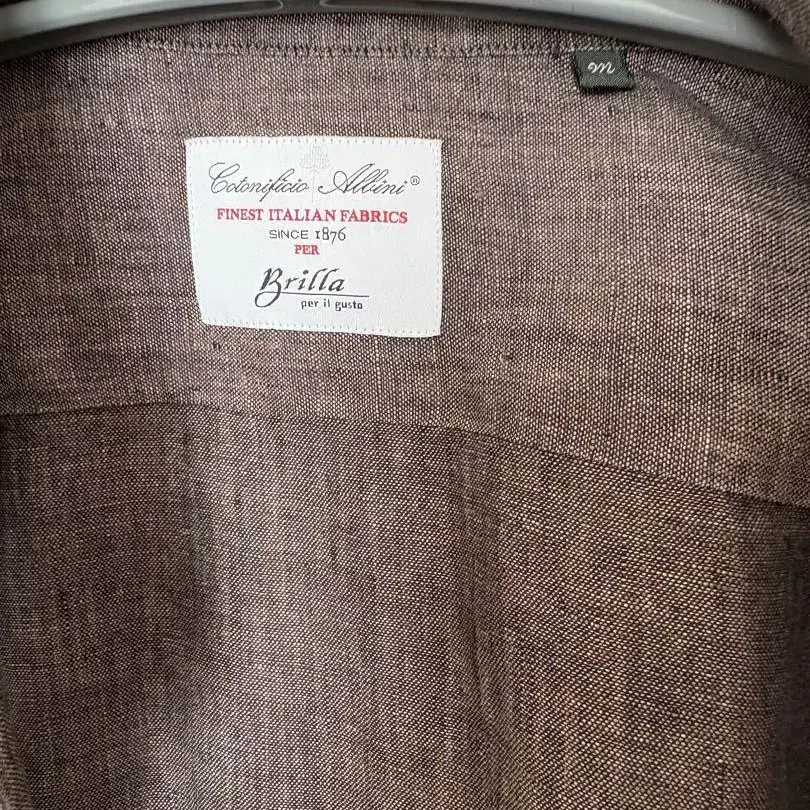 M
Cotonificio Albini®
FINEST ITALIAN FABRICS
SINCE 1876
PER
Brilla
per il gusto